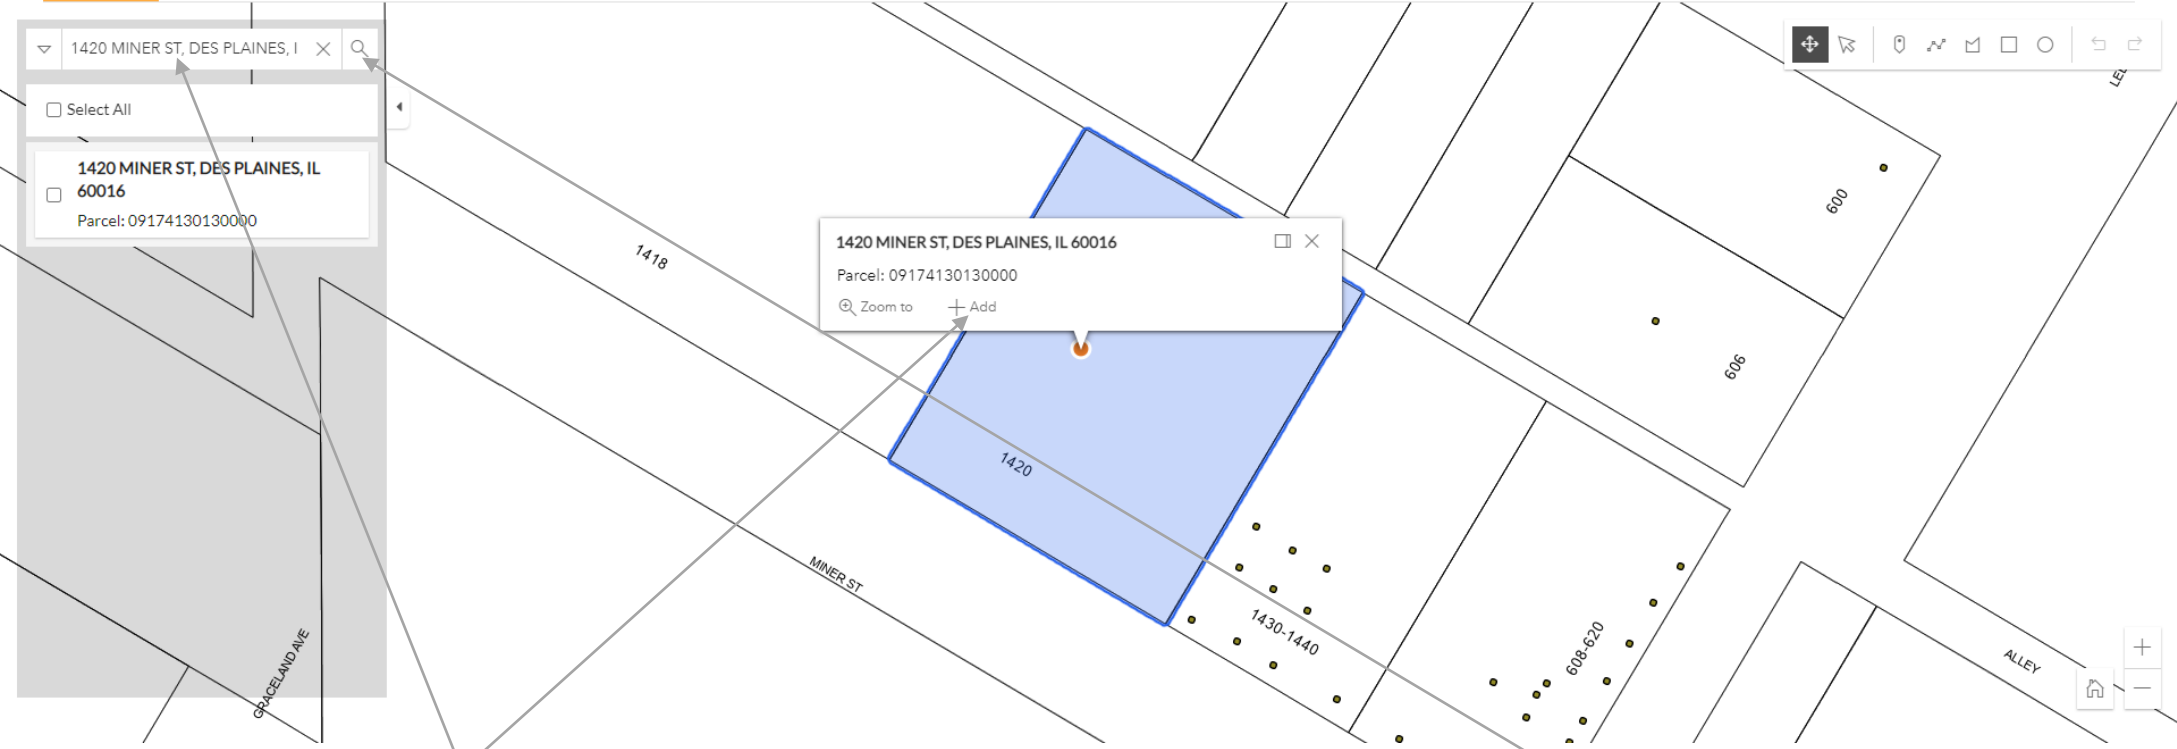 1420 MINER ST, DES PLAINES, I
Select All
1420 MINER ST, DES PLAINES, IL
60016
Parcel: 09174130130000
1418
1420 MINER ST, DES PLAINES, IL 60016
Parcel: 09174130130000
Zoom to
Add
1420
MINER ST
GRACELAND AVE
1430-1440
608-620
600
606
ALLEY